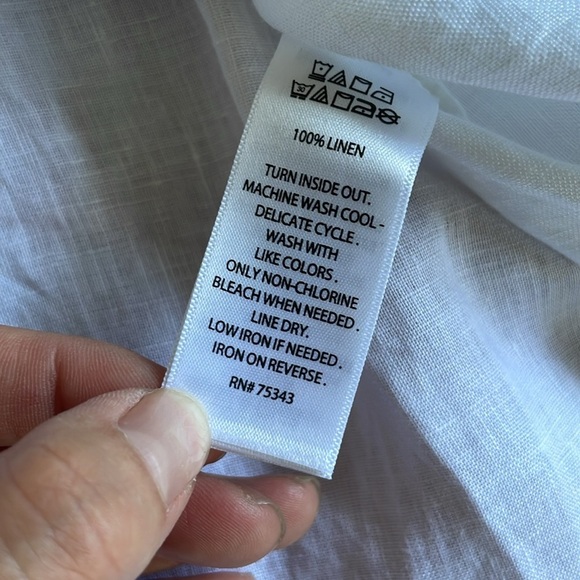 100% LINEN
TURN INSIDE OUT.
MACHINE WASH COOL -
DELICATE CYCLE .
WASH WITH
LIKE COLORS .
ONLY NON-CHLORINE
BLEACH WHEN NEEDED .
LINE DRY.
LOW IRON IF NEEDED .
IRON ON REVERSE .
RN# 75343